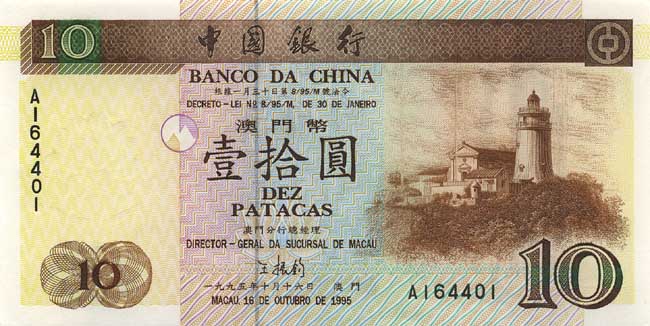 10
中國銀行
BANCO DA CHINA
根據一月三十日第8/95/M號法令
DECRETO-LEI Nº 8/95/M, DE 30 DE JANEIRO
澳門幣
壹拾圓
DEZ
PATACAS
澳門分行總經理
DIRECTOR-GERAL DA SUCURSAL DE MACAU
一九九五年十月十六日 澳門
MACAU, 16 DE OUTUBRO DE 1995
A164401
10
A164401
10